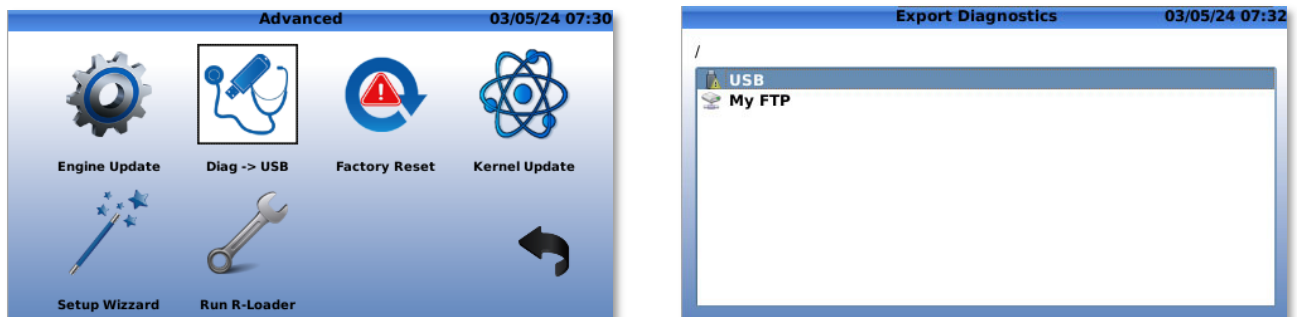 Advanced 03/05/24 07:30
Engine Update Diag -> USB Factory Reset Kernel Update
Setup Wizzard Run R-Loader
Export Diagnostics 03/05/24 07:32
/
USB
My FTP